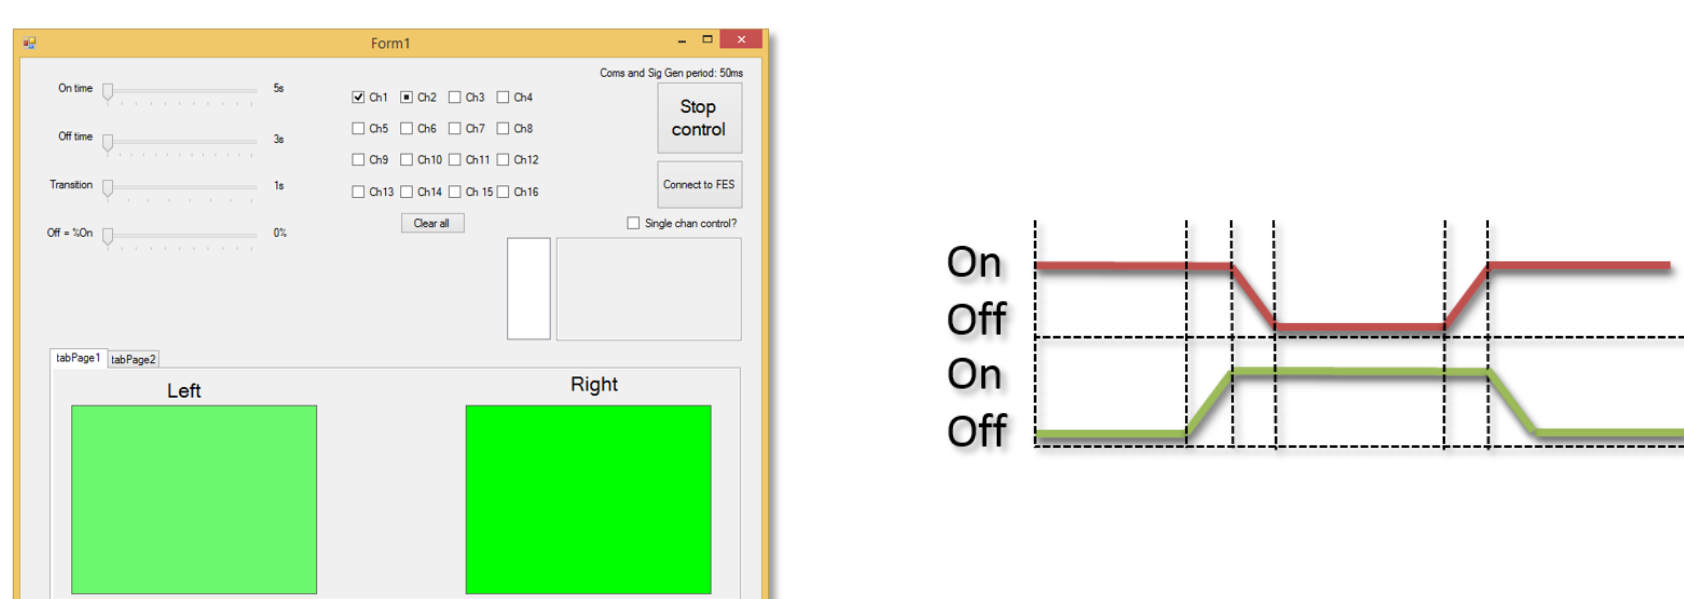 Form1
Coms and Sig Gen period: 50ms
On time 5s
Ch1 Ch2 Ch3 Ch4
Stop
control
Off time 3s
Ch5 Ch6 Ch7 Ch8
Ch9 Ch10 Ch11 Ch12
Transition 1s
Ch13 Ch14 Ch 15 Ch16
Connect to FES
Off = %On 0%
Clear all
Single chan control?
tabPage1 tabPage2
Left Right
On
Off
On
Off